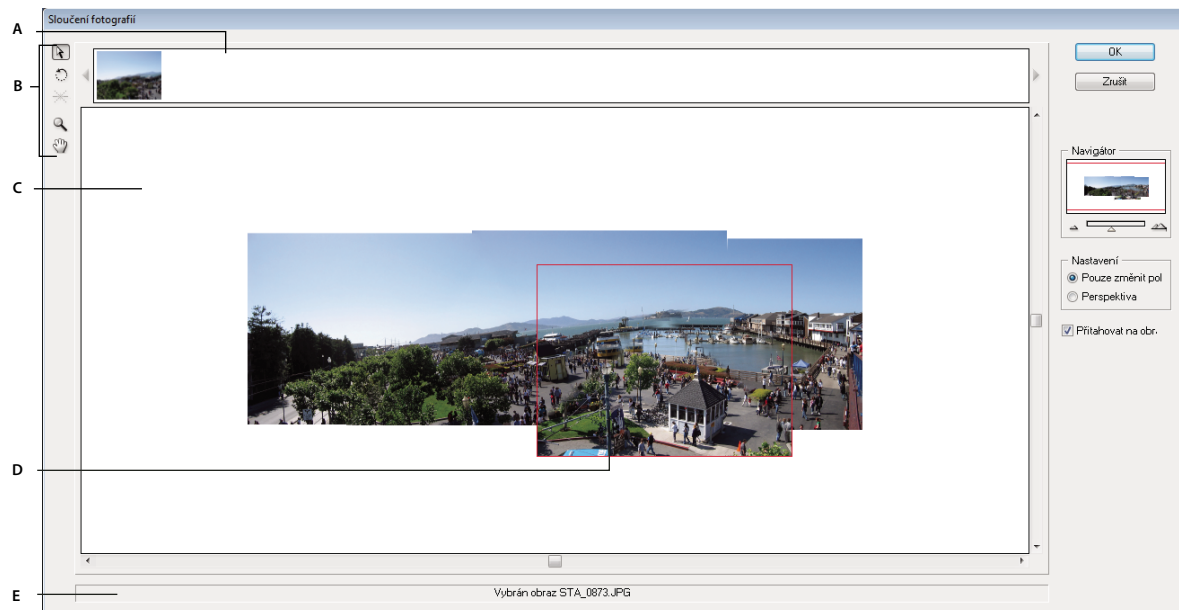 Sloučení fotografií
A
B
C
D
E
OK
Zrušit
Navigátor
Nastavení
Pouze změnit pol
Perspektiva
Přitahovat na obr.
Vybrán obraz STA_0873.JPG